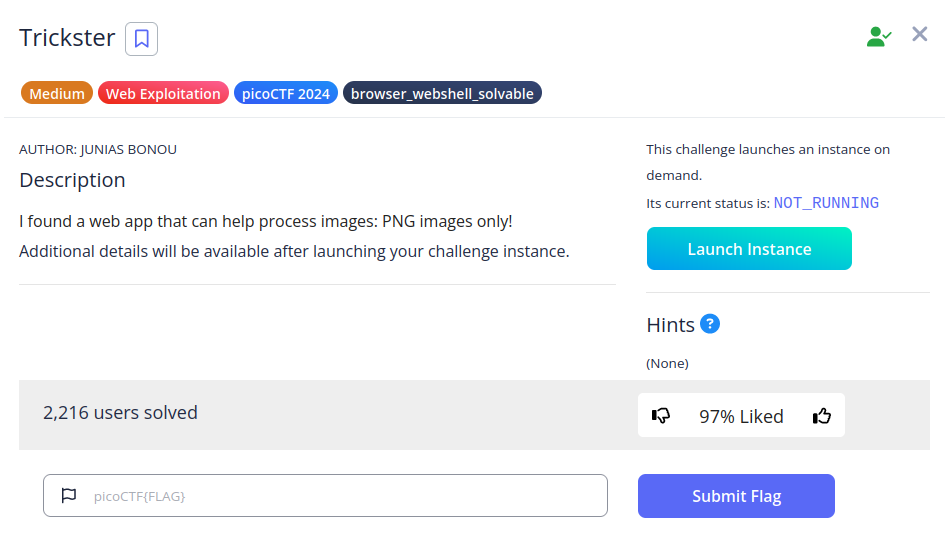 Trickster
Medium Web Exploitation picoCTF 2024 browser_webshell_solvable
AUTHOR: JUNIAS BONOU
Description
I found a web app that can help process images: PNG images only!
Additional details will be available after launching your challenge instance.
This challenge launches an instance on
demand.
Its current status is: NOT_RUNNING
Launch Instance
Hints ?
(None)
2,216 users solved
97% Liked
picoCTF{FLAG}
Submit Flag